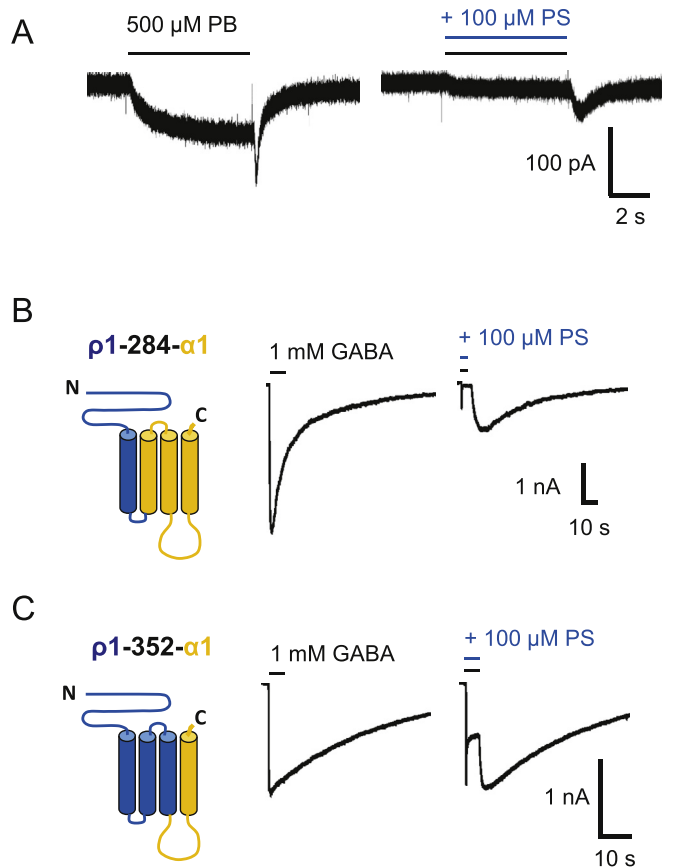 A
500 µM PB
+ 100 µM PS
100 pA
2 s
B
ρ1-284-α1
N
C
1 mM GABA
+ 100 µM PS
1 nA
10 s
C
ρ1-352-α1
N
C
1 mM GABA
+ 100 µM PS
1 nA
10 s